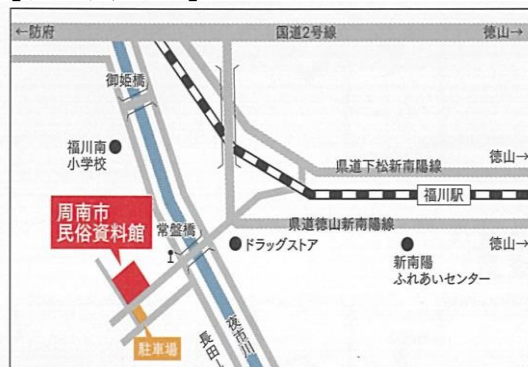 ←防府
国道2号線
徳山→
御姫橋
福川南
小学校
県道下松新南陽線
徳山→
福川駅
周南市
民俗資料館
常盤橋
県道徳山新南陽線
ドラッグストア
徳山→
新南陽
ふれあいセンター
駐車場
夜市川
長田